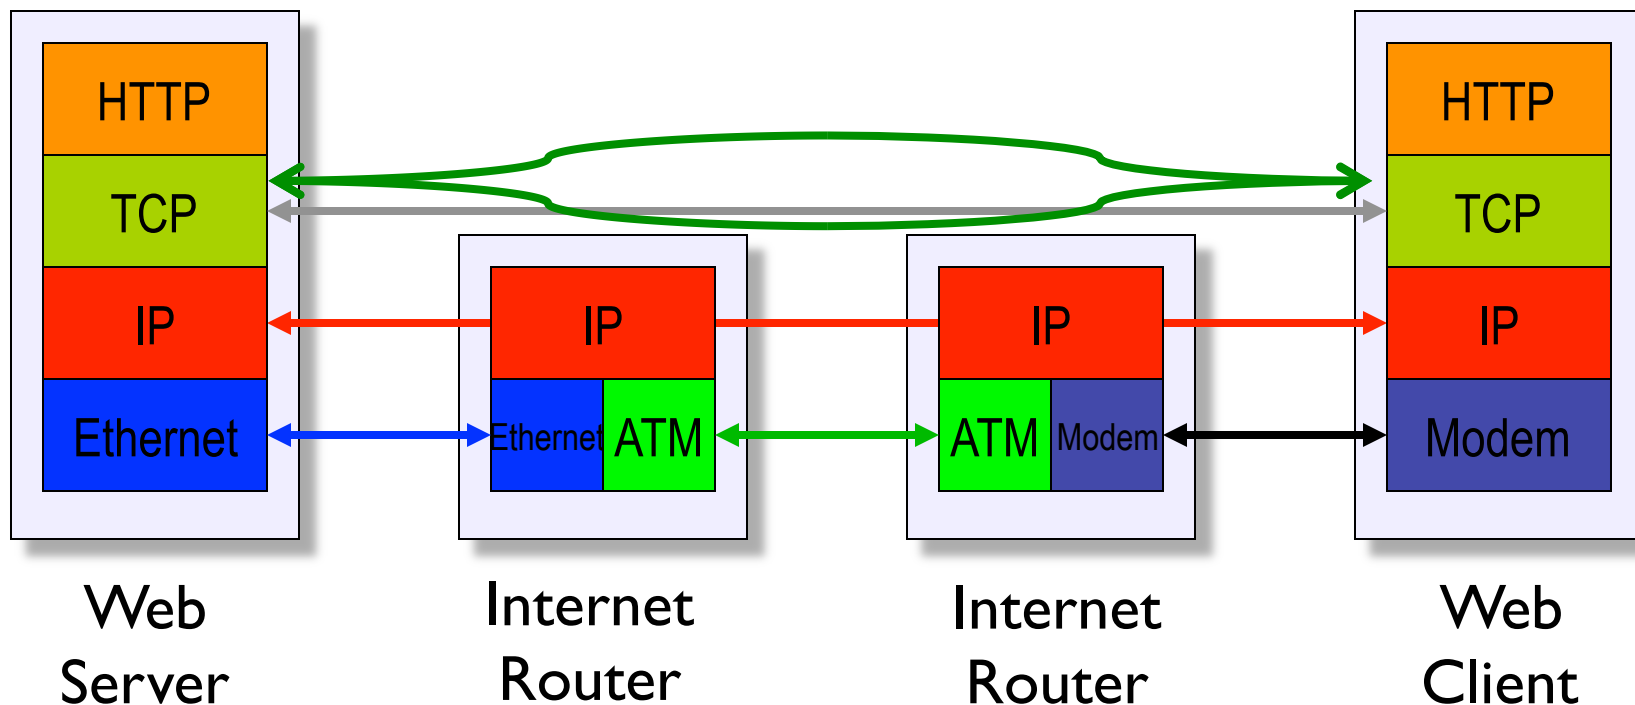 HTTP
TCP
IP
Ethernet
Web
Server
IP
Ethernet ATM
Internet
Router
IP
ATM Modem
Internet
Router
HTTP
TCP
IP
Modem
Web
Client